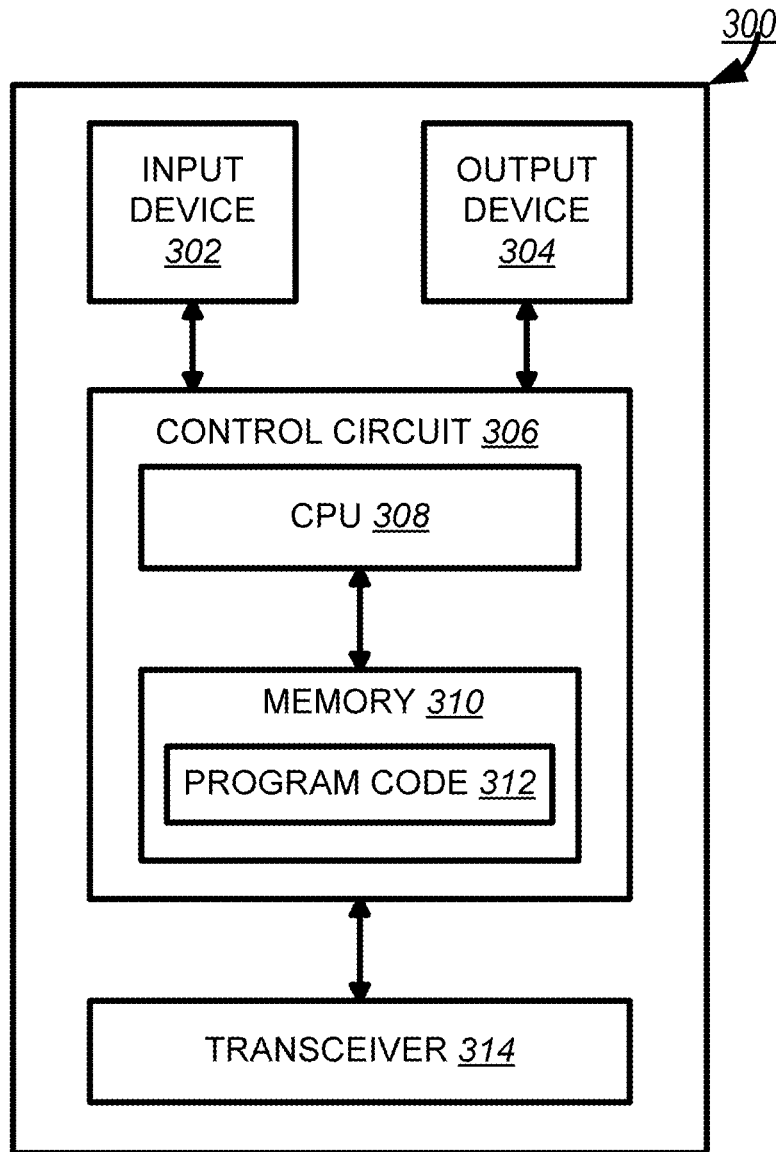 300
INPUT
DEVICE
302
OUTPUT
DEVICE
304
CONTROL CIRCUIT 306
CPU 308
MEMORY 310
PROGRAM CODE 312
TRANSCEIVER 314